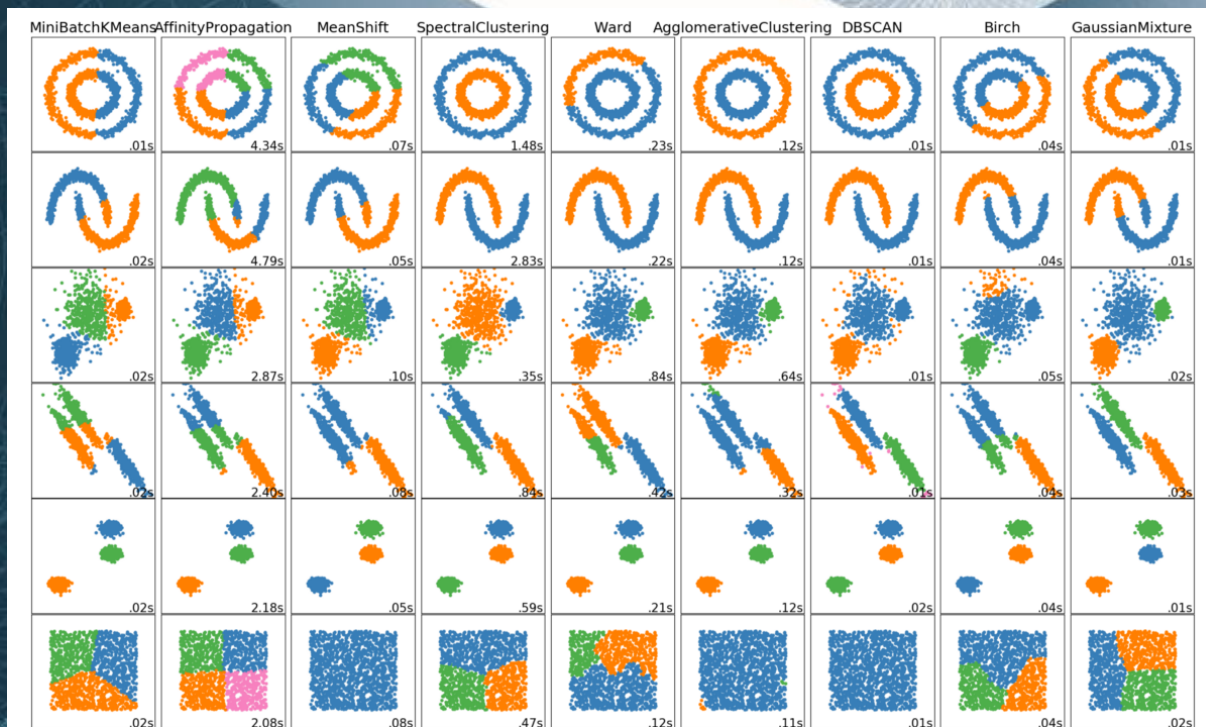 MiniBatchKMeans AffinityPropagation MeanShift SpectralClustering Ward AgglomerativeClustering DBSCAN Birch GaussianMixture
.01s 4.34s .07s 1.48s .23s .12s .01s .04s .01s
.02s 4.79s .05s 2.83s .22s .12s .01s .04s .01s
.02s 2.87s .10s .35s .84s .64s .01s .05s .02s
.02s 2.40s .08s .84s .42s .32s .01s .04s .03s
.02s 2.18s .05s .59s .21s .12s .02s .04s .01s
.02s 2.08s .08s .47s .12s .11s .01s .04s .02s